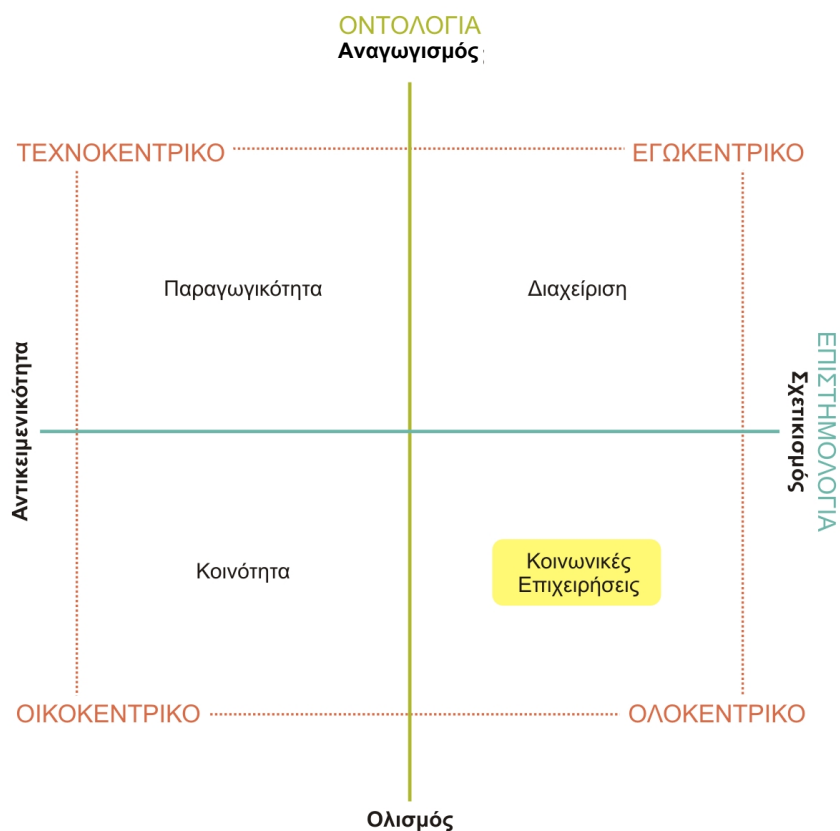 ΟΝΤΟΛΟΓΙΑ
Αναγωγισμός
ΤΕΧΝΟΚΕΝΤΡΙΚΟ
ΕΓΩΚΕΝΤΡΙΚΟ
Παραγωγικότητα
Διαχείριση
Αντικειμενικότητα
Σχετικισμός
ΕΠΙΣΤΗΜΟΛΟΓΙΑ
Κοινότητα
Κοινωνικές
Επιχειρήσεις
ΟΙΚΟΚΕΝΤΡΙΚΟ
ΟΛΟΚΕΝΤΡΙΚΟ
Ολισμός